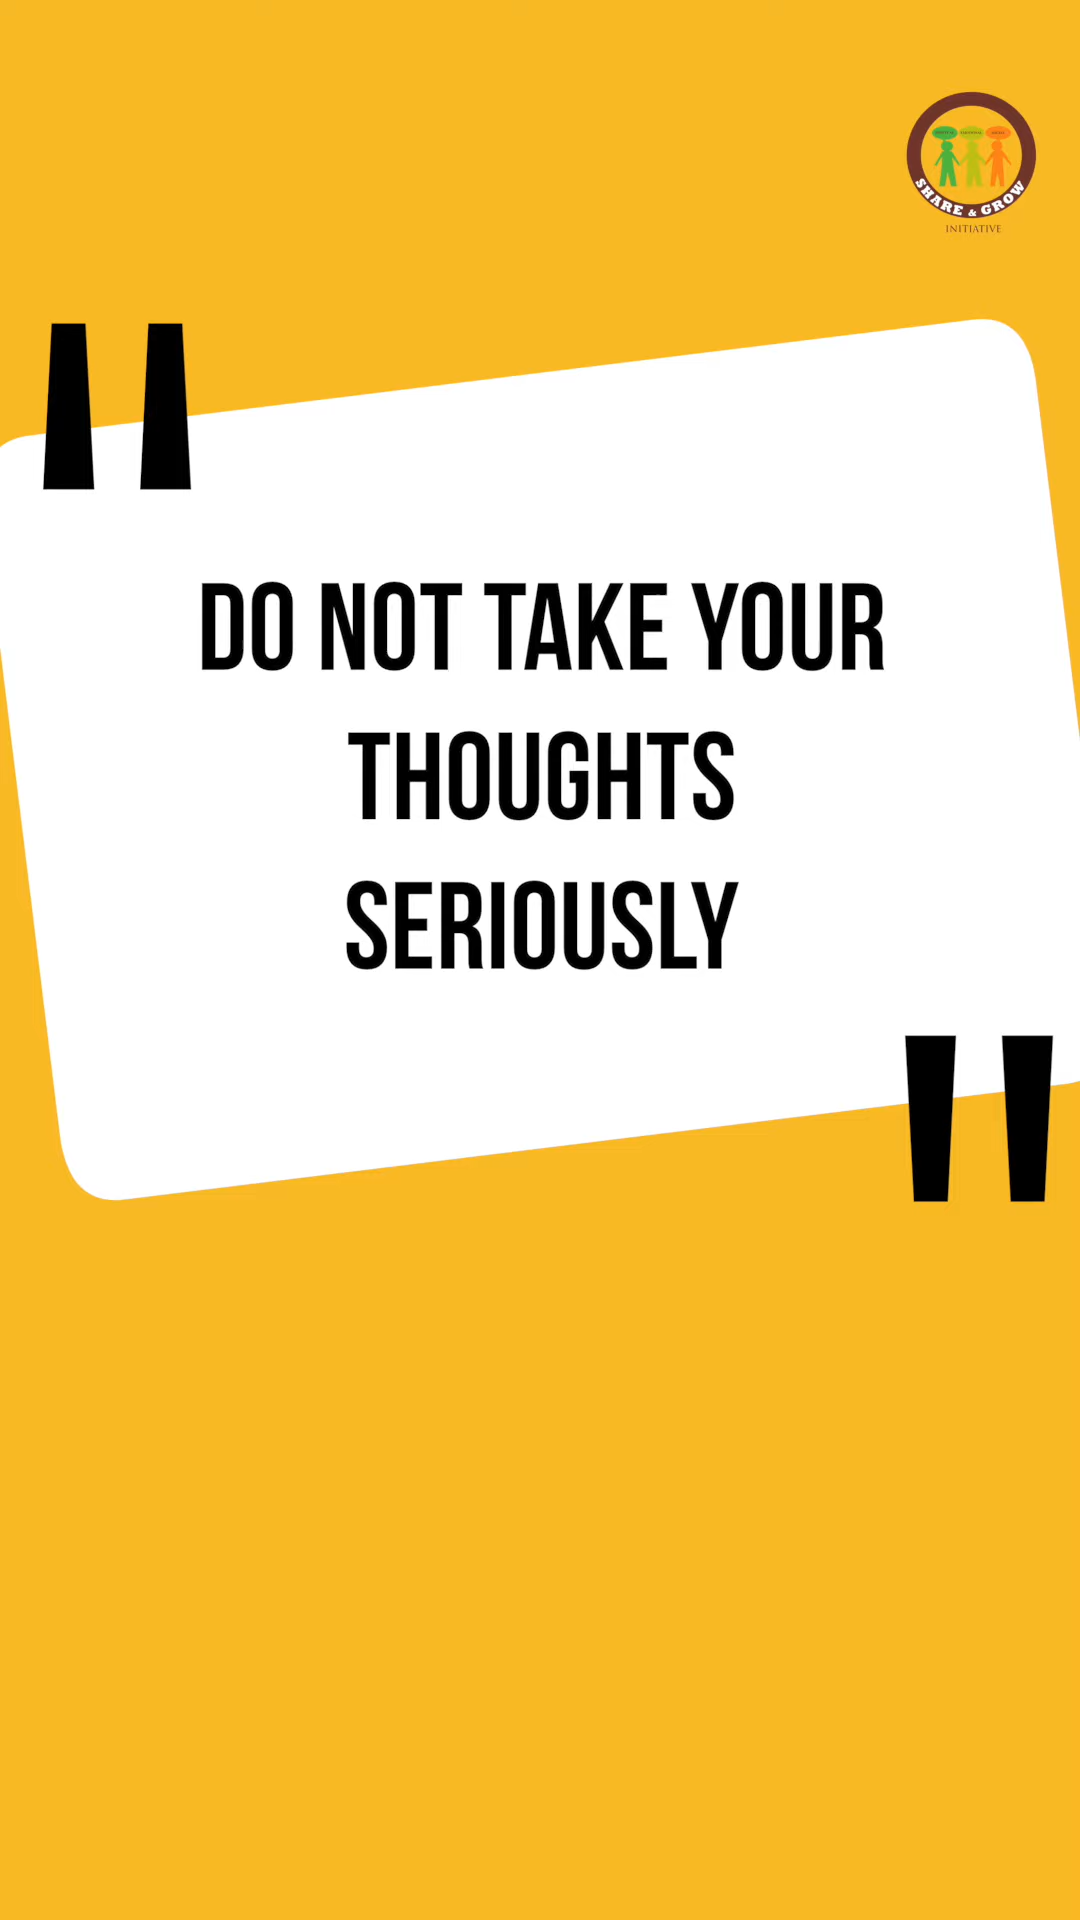 SHARE & GROW
INITIATIVE
"
DO NOT TAKE YOUR
THOUGHTS
SERIOUSLY
"